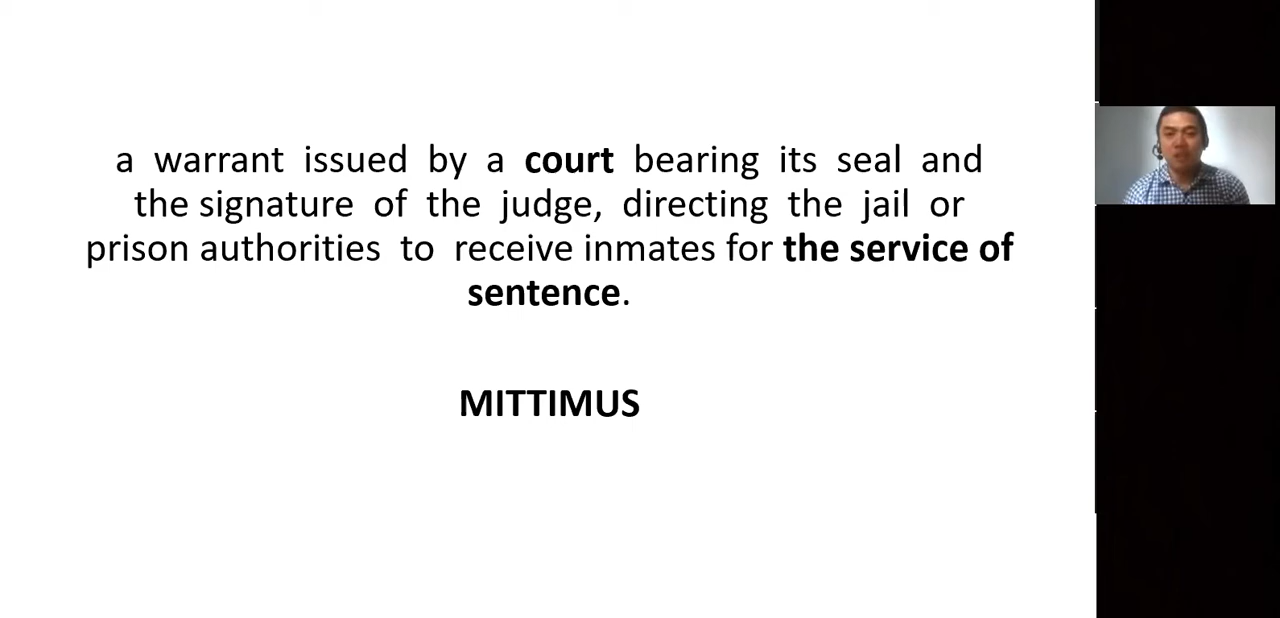 a warrant issued by a court bearing its seal and
the signature of the judge, directing the jail or
prison authorities to receive inmates for the service of
sentence.
MITTIMUS